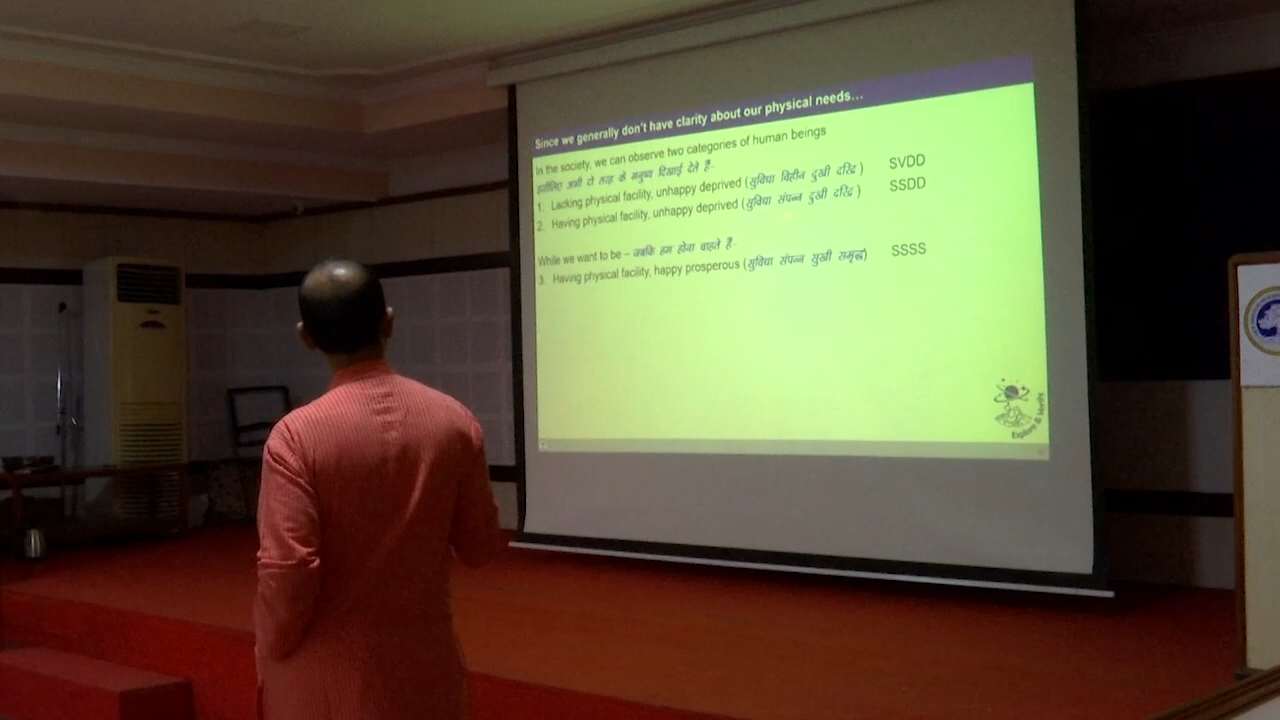 Since we generally don't have clarity about our physical needs…
In the society, we can observe two categories of human beings
इसीलिए अभी दो तरह के मनुष्य दिखाई देते हैं-
1. Lacking physical facility, unhappy deprived (सुविधा विहीन दुखी दरिद्र) SVDD
2. Having physical facility, unhappy deprived (सुविधा संपन्न दुखी दरिद्र) SSDD
While we want to be – जबकि हम होना चाहते हैं-
3. Having physical facility, happy prosperous (सुविधा संपन्न सुखी समृद्ध) SSSS